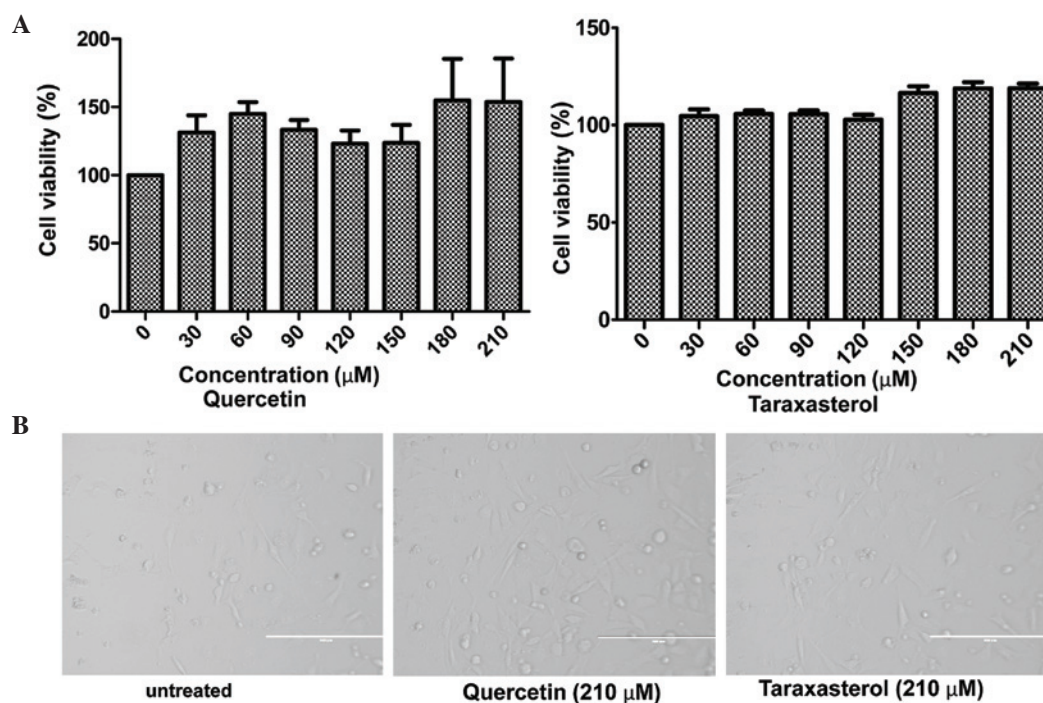 A
Cell viability (%)
200
150
100
50
0
0 30 60 90 120 150 180 210
Concentration (μM)
Quercetin
Cell viability (%)
150
100
50
0
0 30 60 90 120 150 180 210
Concentration (μM)
Taraxasterol
B
untreated
Quercetin (210 μM)
Taraxasterol (210 μM)